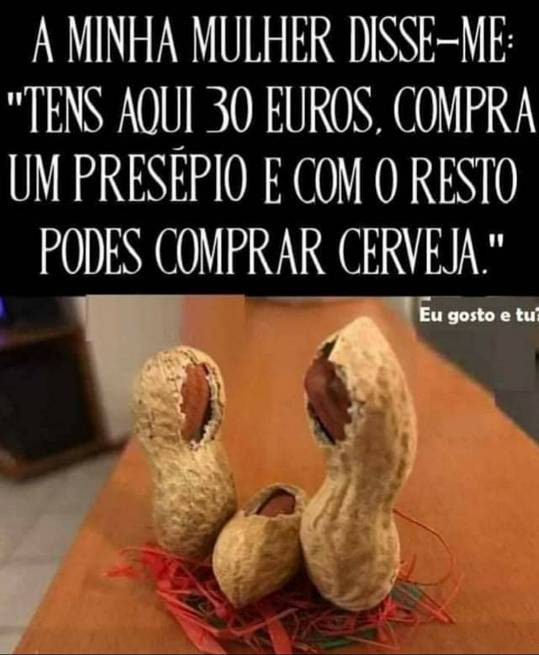 A MINHA MULHER DISSE-ME:
"TENS AQUI 30 EUROS, COMPRA
UM PRESÉPIO E COM O RESTO
PODES COMPRAR CERVEJA."
Eu gosto e tu?